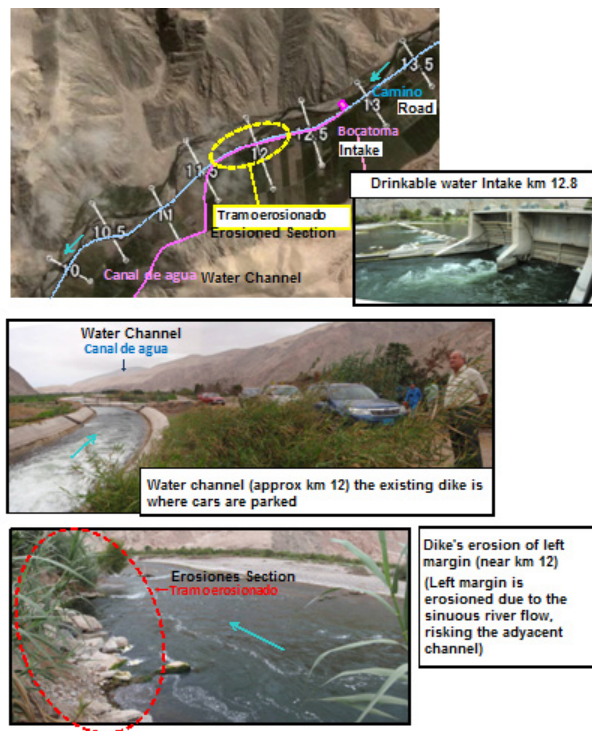 13.5
Camino
13
Road
Bocatoma
12.5
Intake
12
11.5
Drinkable water Intake km 12.8
Tramo erosionado
Erosioned Section
11
10.5
10
Canal de agua Water Channel
Water Channel
Canal de agua
Water channel (approx km 12) the existing dike is
where cars are parked
Erosiones Section
Tramo erosionado
Dike's erosion of left
margin (near km 12)
(Left margin is
erosioned due to the
sinuous river flow,
risking the adyacent
channel)